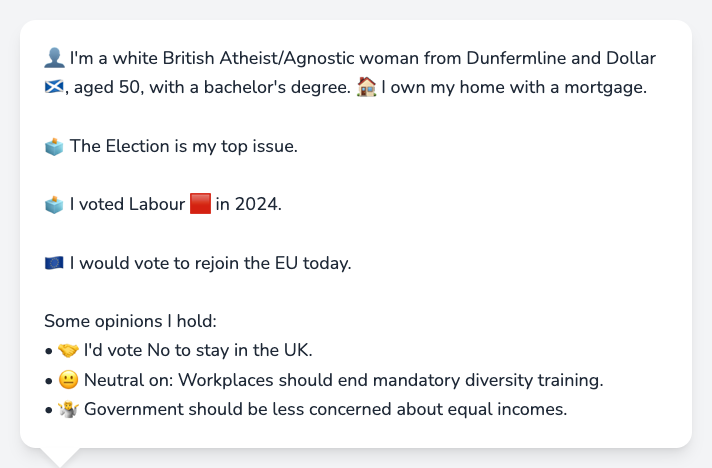 👤 I'm a white British Atheist/Agnostic woman from Dunfermline and Dollar
🏴󠁧󠁢󠁳󠁣󠁴󠁿, aged 50, with a bachelor's degree. 🏠 I own my home with a mortgage.
🗳️ The Election is my top issue.
🗳️ I voted Labour 🟥 in 2024.
🇪🇺 I would vote to rejoin the EU today.
Some opinions I hold:
• 🤝 I'd vote No to stay in the UK.
• 😐 Neutral on: Workplaces should end mandatory diversity training.
• 🤷 Government should be less concerned about equal incomes.